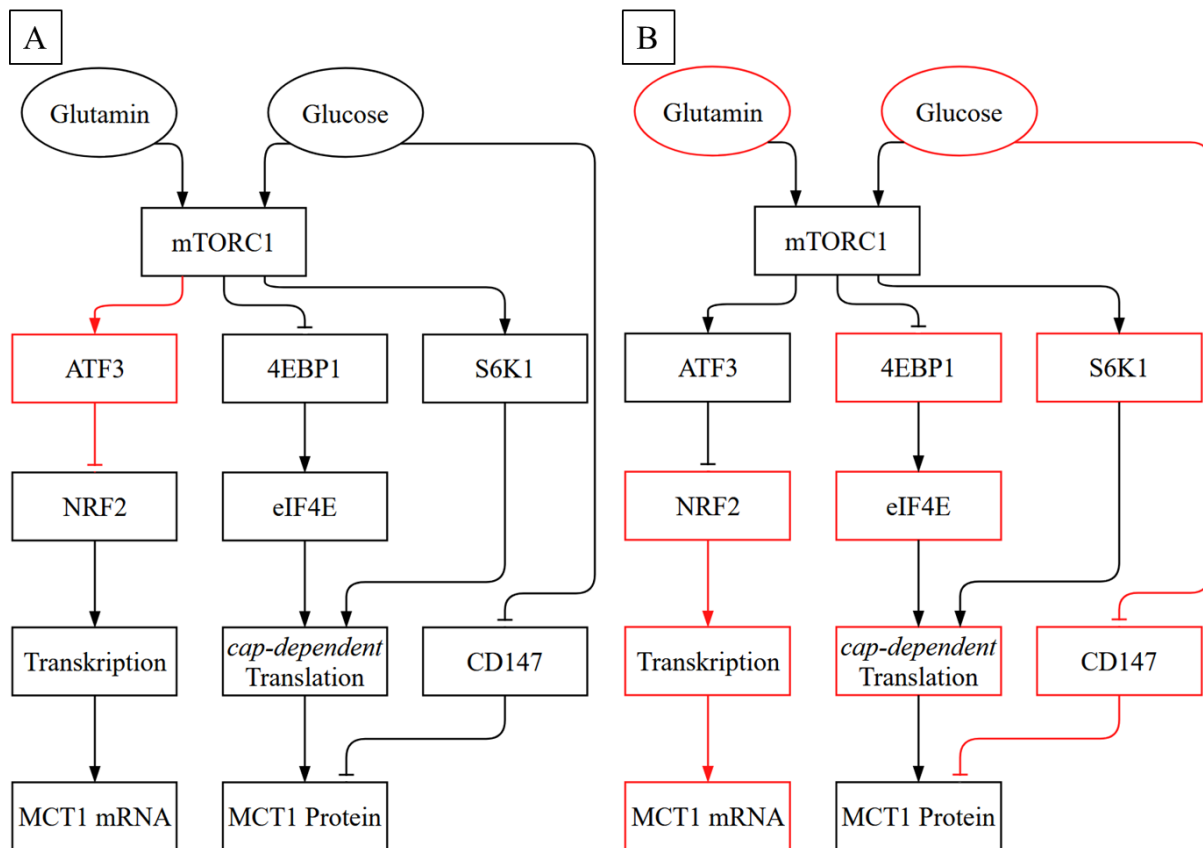 A
Glutamin
Glucose
mTORC1
ATF3
4EBP1
S6K1
NRF2
eIF4E
Transkription
cap-dependent
Translation
CD147
MCT1 mRNA
MCT1 Protein
B
Glutamin
Glucose
mTORC1
ATF3
4EBP1
S6K1
NRF2
eIF4E
Transkription
cap-dependent
Translation
CD147
MCT1 mRNA
MCT1 Protein